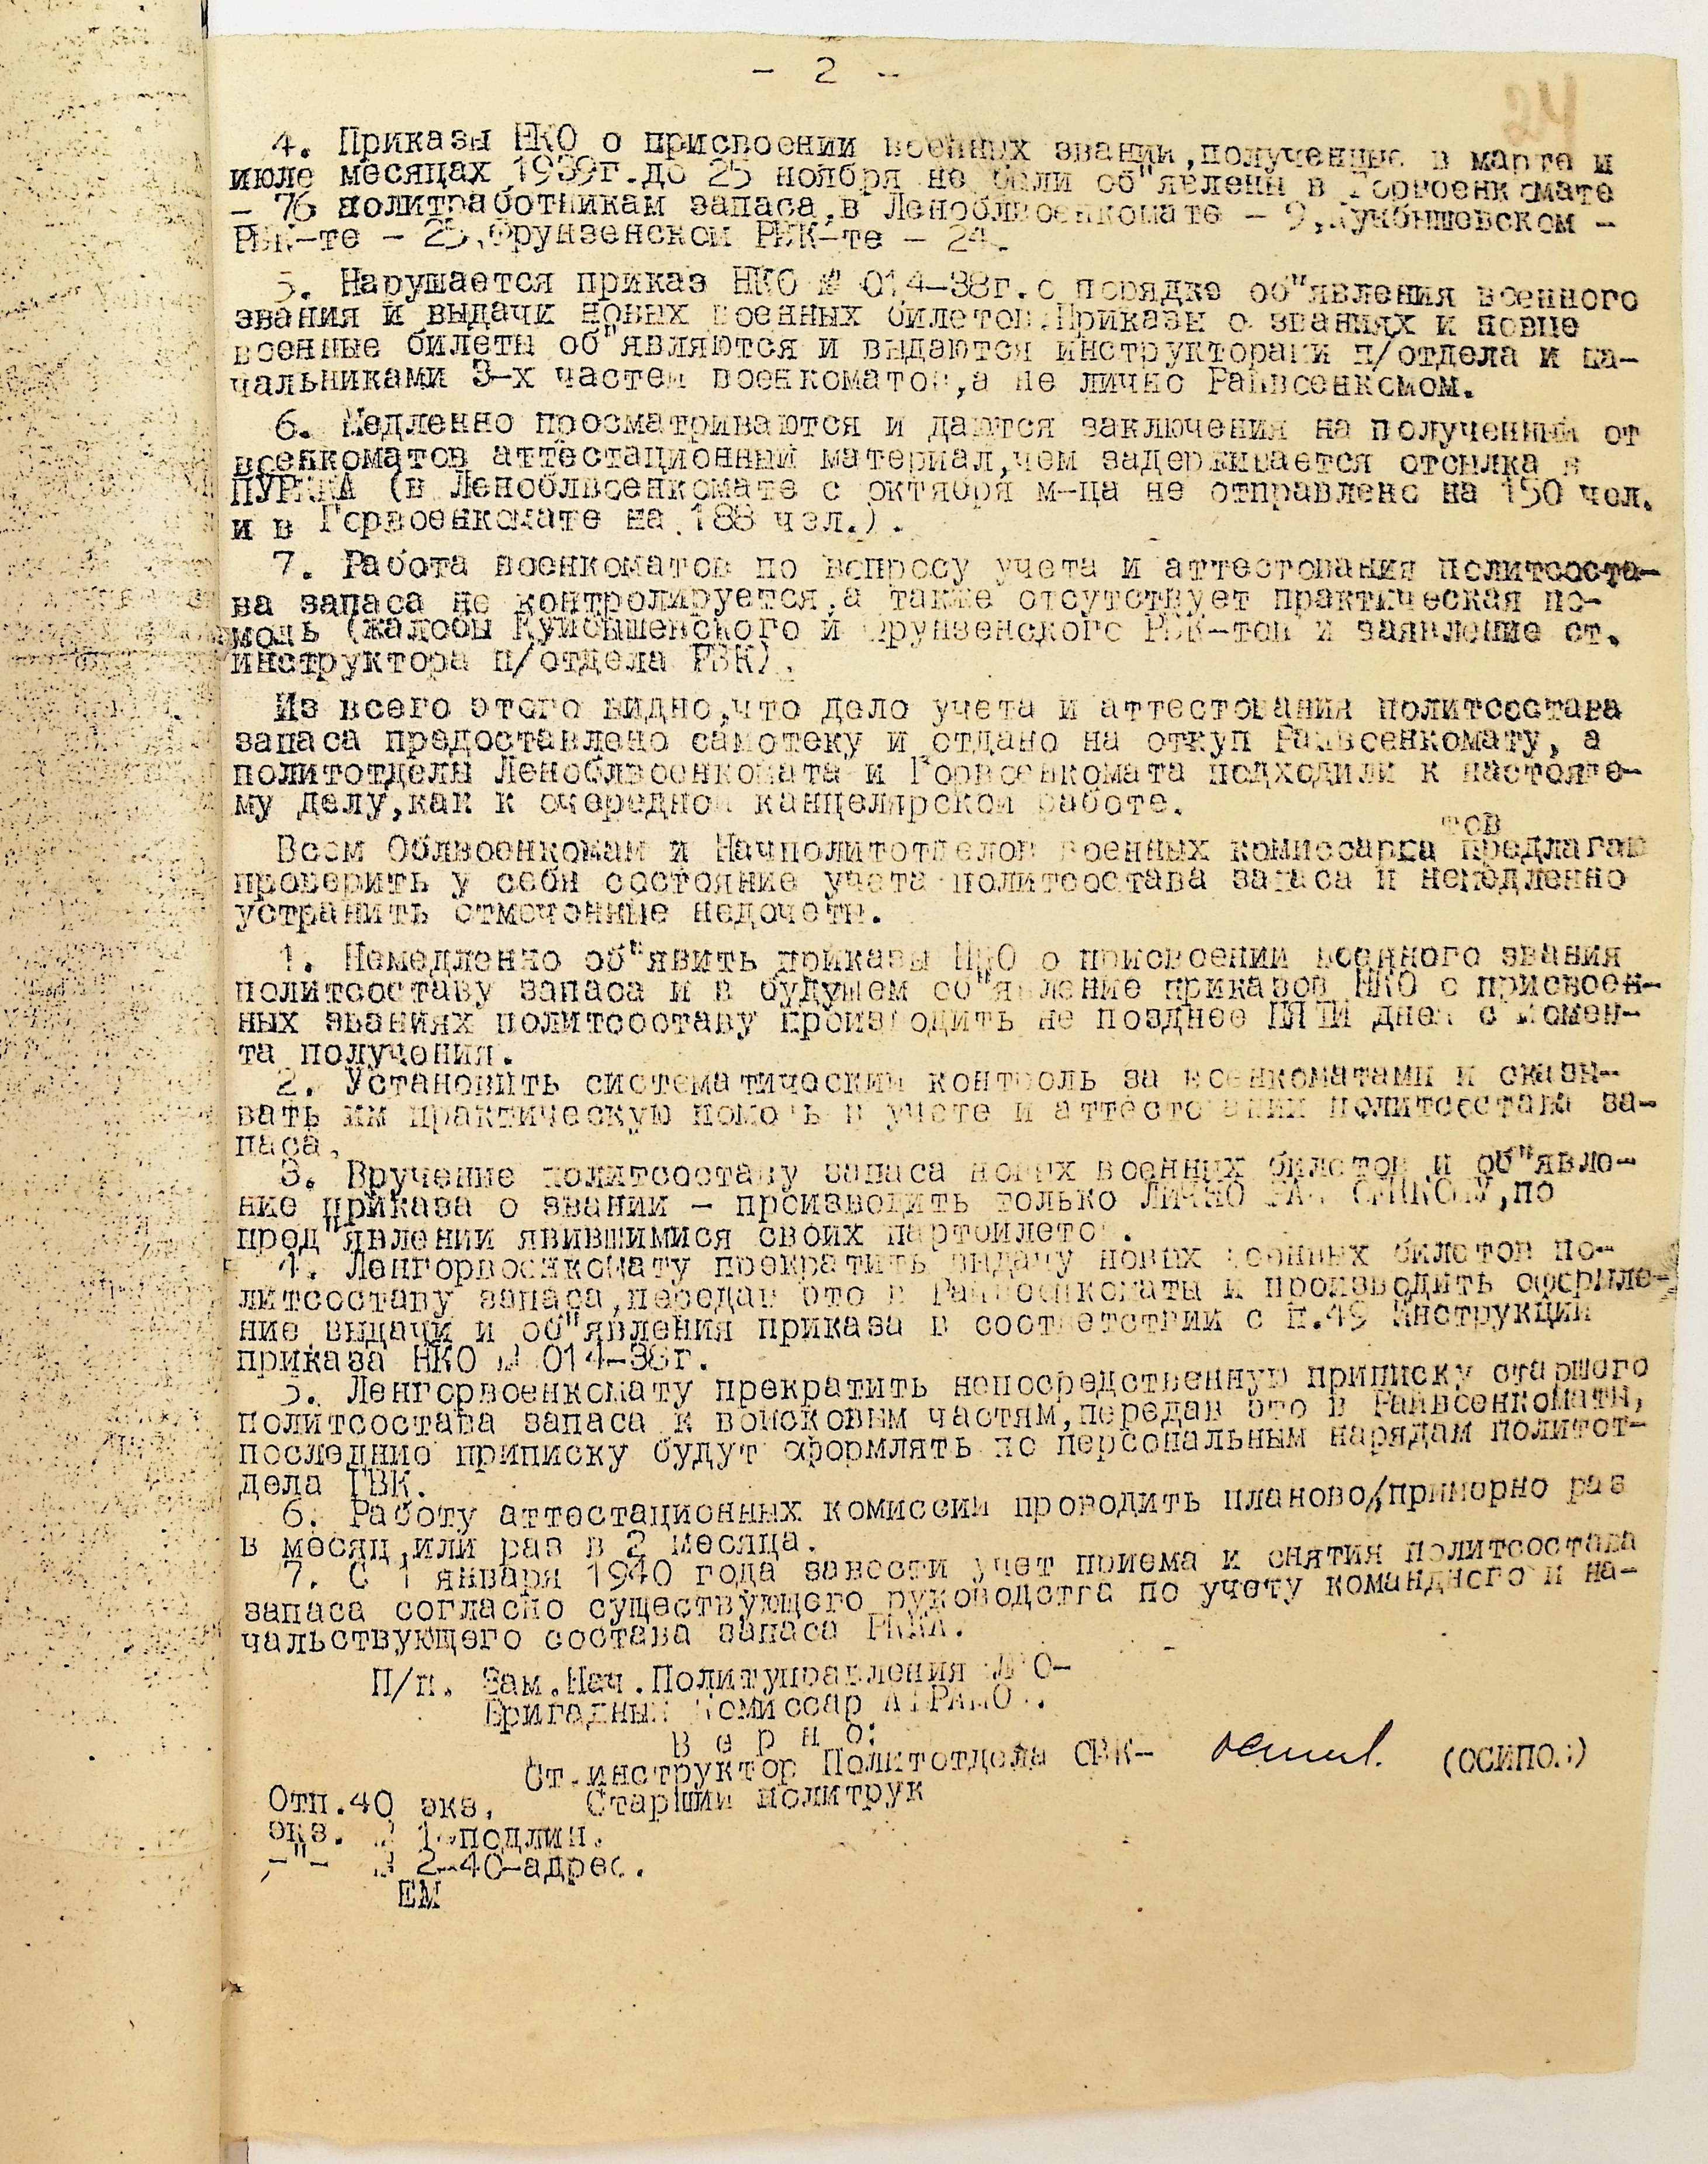 - 2 -
24
4. Приказы НКО о присвоении военных званий,полученные в марте и
июле месяцах 1939г.до 25 ноября не были об"явлены в Горвоенкомате
- 76 политработникам запаса,в Леноблвоенкомате - 9,Куйбышевском -
РВК-те - 25,Фрунзенском РВК-те - 24.
5. Нарушается приказ НКО № 014-38г.о порядке об"явления военного
звания и выдачи новых военных билетов.Приказы о званиях и новые
военные билеты об"являются и выдаются инструкторами п/отдела и на-
чальниками 3-х частей военкоматов,а не лично Райвоенкомом.
6. Медленно просматриваются и даются заключения на полученный от
военкоматов аттестационный материал,чем задерживается отсылка в
ПУРККА (в Леноблвоенкомате с октября м-ца не отправлено на 150 чел.
и в Горвоенкомате на 188 чел.).
7. Работа военкоматов по вопросу учета и аттестования политсоста-
ва запаса не контролируется,а также отсутствует практическая по-
мощь (жалобы Куйбышевского и Фрунзенского РВК-тов и заявление ст.
инструктора п/отдела ГВК).
Из всего этого видно,что дело учета и аттестования политсостава
запаса предоставлено самотеку и отдано на откуп Райвоенкомату, а
политотделы Леноблвоенкомата и Горвоенкомата подходили к настояще-
му делу,как к очередной канцелярской работе.
тов
Всем Облвоенкомам и Начполитотделов военных комиссарса предлагаю
проверить у себя состояние учета политсостава запаса и немедленно
устранить отмеченные недочеты.
1. Немедленно об"явить приказы НКО о присвоении военного звания
политсоставу запаса и в будущем об"явление приказов НКО о присвоен-
ных званиях политсоставу производить не позднее ПЯТИ дней с момен-
та получения.
2. Установить систематический контроль за военкоматами и оказы-
вать им практическую помощь в учете и аттестовании политсостава за-
паса.
3. Вручение политсоставу запаса новых военных билетов и об"явле-
ние приказа о звании - производить только ЛИЧНО РАЙВОЕНКОМУ,по
пред"явлении явившимися своих партбилетов.
4. Ленгорвоенкомату прекратить выдачу новых военных билетов по-
литсоставу запаса,передав это в Райвоенкоматы и производить оформле-
ние выдачи и об"явления приказа в соответствии с п.49 Инструкции
приказа НКО № 014-38г.
5. Ленгорвоенкомату прекратить непосредственную приписку старшего
политсостава запаса к войсковым частям,передав это в Райвоенкоматы,
последние приписку будут оформлять по персональным нарядам политот-
дела ГВК.
6. Работу аттестационных комиссий проводить планово,/примерно раз
в месяц,или раз в 2 месяца.
7. С 1 января 1940 года завести учет приема и снятия политсостава
запаса согласно существующего руководства по учету командного и на-
чальствующего состава запаса РККА.
П/п. Зам.Нач.Политуправления ЛВО-
Бригадный Комиссар
В е р н о:
Ст.инструктор Политотдела ОВК- (ОСИПОВ)
Старший политрук
Отп.40 экз.
экз. № 1-подлин.
-"- № 2-40-адрес.
ЕМ